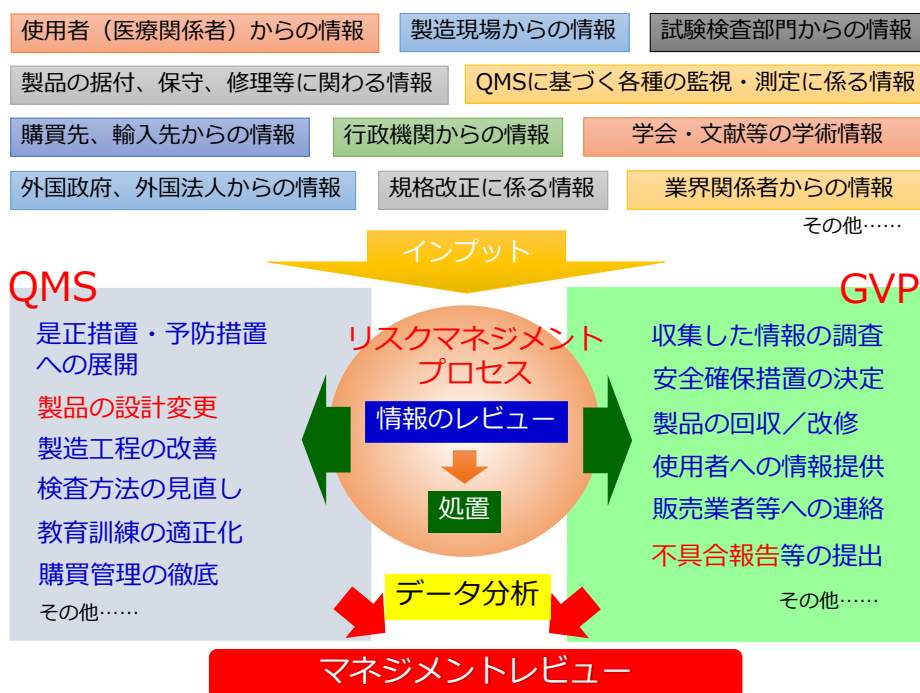 使用者（医療関係者）からの情報
製造現場からの情報
試験検査部門からの情報
製品の据付、保守、修理等に関わる情報
QMSに基づく各種の監視・測定に係る情報
購買先、輸入先からの情報
行政機関からの情報
学会・文献等の学術情報
外国政府、外国法人からの情報
規格改正に係る情報
業界関係者からの情報
その他……
インプット
QMS
是正措置・予防措置
への展開
製品の設計変更
製造工程の改善
検査方法の見直し
教育訓練の適正化
購買管理の徹底
その他……
リスクマネジメント
プロセス
情報のレビュー
処置
GVP
収集した情報の調査
安全確保措置の決定
製品の回収／改修
使用者への情報提供
販売業者等への連絡
不具合報告等の提出
その他……
データ分析
マネジメントレビュー